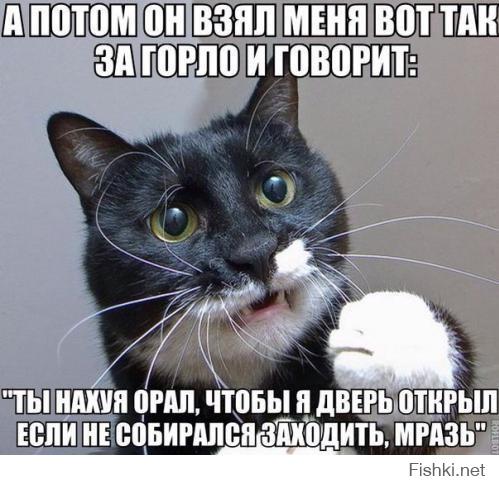 А ПОТОМ ОН ВЗЯЛ МЕНЯ ВОТ ТАК
ЗА ГОРЛО И ГОВОРИТ:
"ТЫ НАХУЯ ОРАЛ, ЧТОБЫ Я ДВЕРЬ ОТКРЫЛ
ЕСЛИ НЕ СОБИРАЛСЯ ЗАХОДИТЬ, МРАЗЬ"
Fishki.net